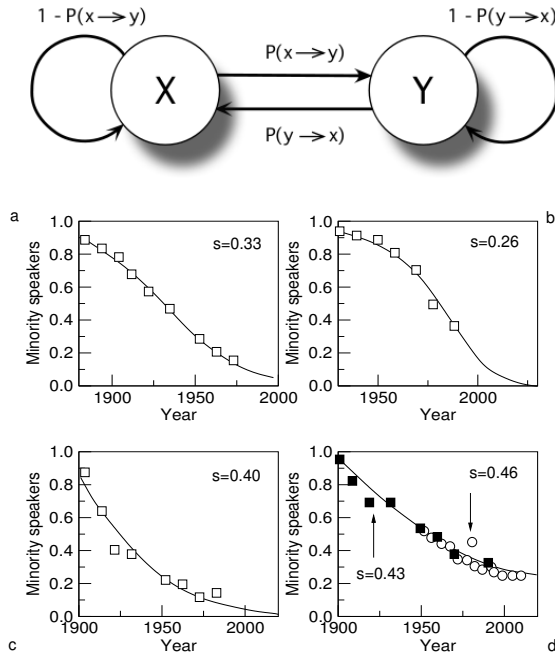 1 - P(x→y)
1 - P(y→x)
P(x→y)
X
Y
P(y→x)
a
b
1.0
0.8
0.6
0.4
0.2
0.0
Minority speakers
s=0.33
1900
1950
2000
Year
1.0
0.8
0.6
0.4
0.2
0.0
Minority speakers
s=0.26
1950
2000
Year
1.0
0.8
0.6
0.4
0.2
0.0
Minority speakers
s=0.40
1900
1950
2000
Year
1.0
0.8
0.6
0.4
0.2
0.0
Minority speakers
s=0.46
s=0.43
1900
1950
2000
Year
c
d